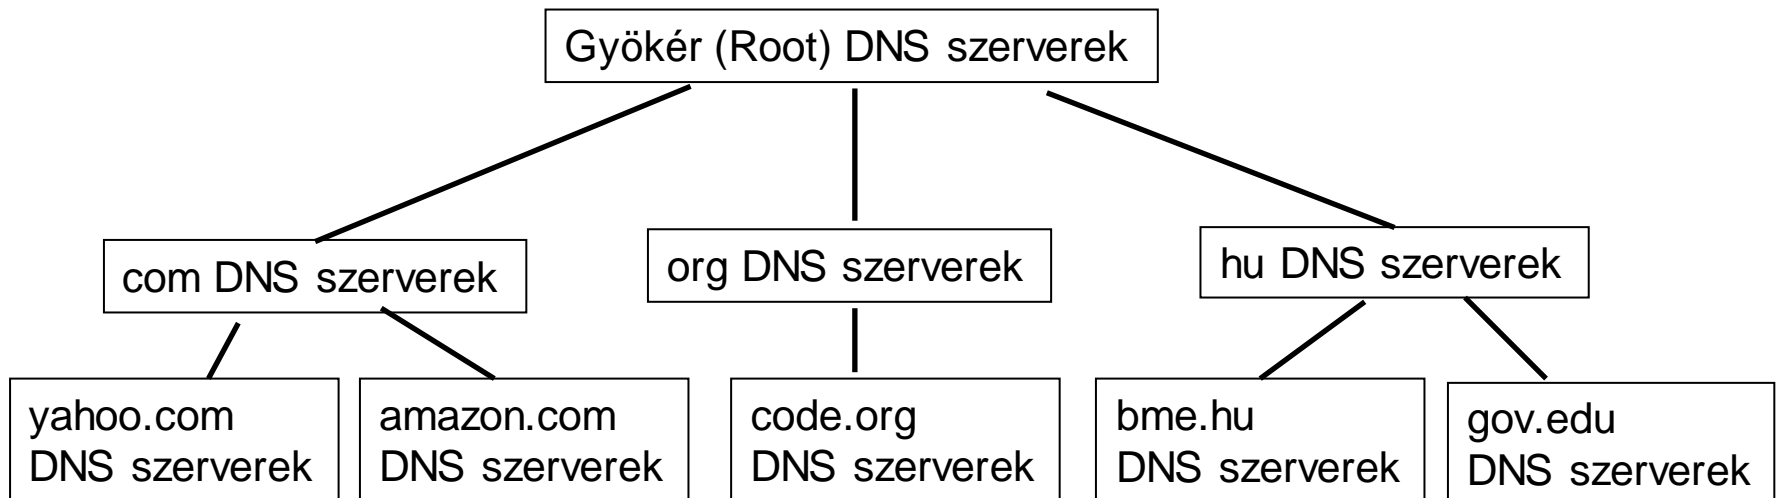 Gyökér (Root) DNS szerverek
com DNS szerverek
org DNS szerverek
hu DNS szerverek
yahoo.com
DNS szerverek
amazon.com
DNS szerverek
code.org
DNS szerverek
bme.hu
DNS szerverek
gov.edu
DNS szerverek